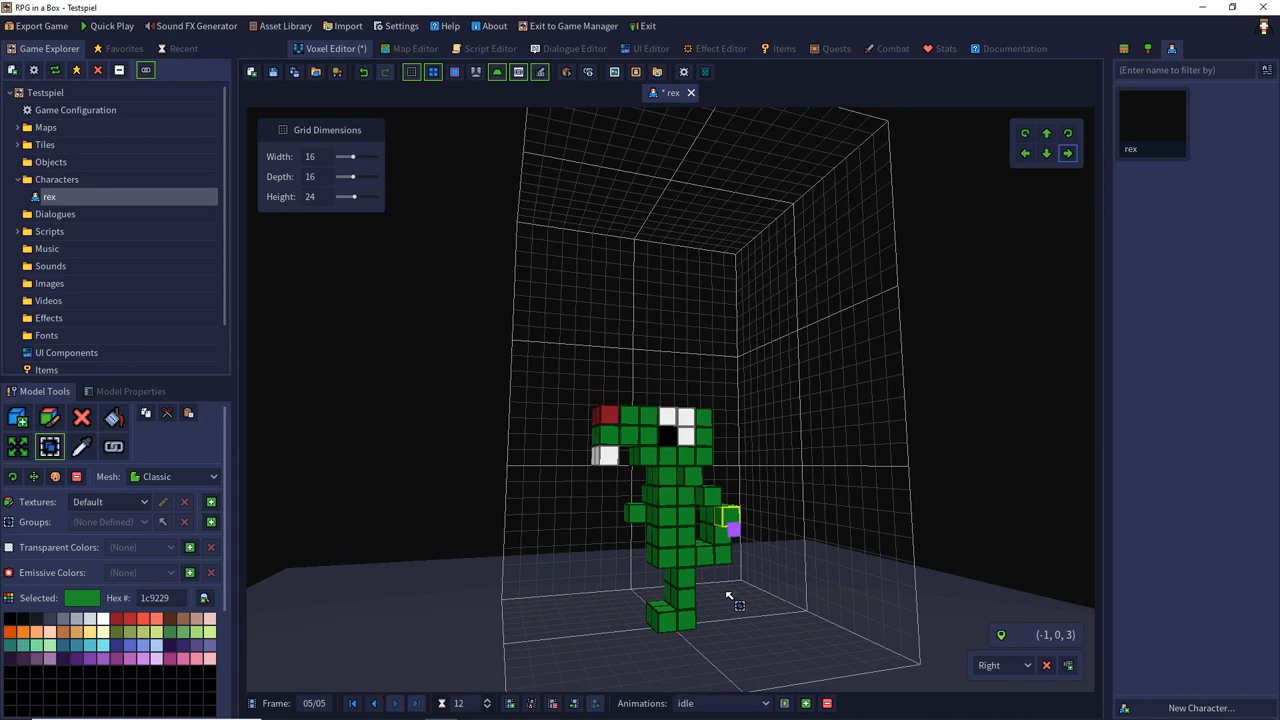 RPG in a Box - Testspiel
Export Game Quick Play Sound FX Generator Asset Library Import Settings Help About Exit to Game Manager Exit
Game Explorer Favorites Recent Voxel Editor (*) Map Editor Script Editor Dialogue Editor UI Editor Effect Editor Items Quests Combat Stats Documentation
(Enter name to filter by)
* rex
Testspiel
Game Configuration
Maps
Tiles
Objects
Characters
rex
Dialogues
Scripts
Music
Sounds
Images
Videos
Effects
Fonts
UI Components
Items
Grid Dimensions
Width: 16
Depth: 16
Height: 24
rex
Model Tools Model Properties
Mesh: Classic
Textures: Default
Groups: (None Defined)
Transparent Colors: (None)
Emissive Colors: (None)
Selected: Hex #: 1c9229
(-1, 0, 3)
Right
Frame: 05/05 12 Animations: idle
New Character...